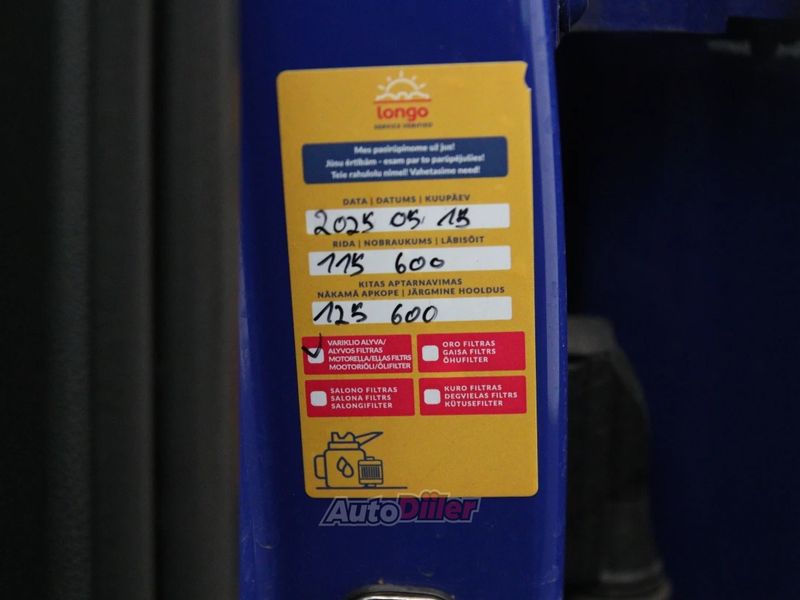 longo
SERVICE VERIFIED
Mes pasirūpinome už jus!
Jūsu ērtībām - esam par to parūpējušies!
Teie rahulolu nimel! Vahetasime need!
DATA | DATUMS | KUUPÄEV
2025 05 15
RIDA | NOBRAUKUMS | LÄBISÕIT
115 600
KITAS APTARNAVIMAS
NĀKAMĀ APKOPE | JÄRGMINE HOOLDUS
125 600
VARIKLIO ALYVA/
ALYVOS FILTRAS
MOTOREĻĻA/EĻĻAS FILTRS
MOOTORIÕLI/ÕLIFILTER
ORO FILTRAS
GAISA FILTRS
ÕHUFILTER
SALONO FILTRAS
SALONA FILTRS
SALONGIFILTER
KURO FILTRAS
DEGVIELAS FILTRS
KÜTUSEFILTER
AutoDiiler